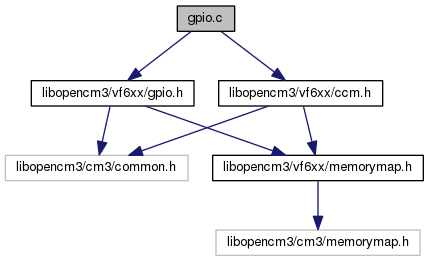 gpio.c
libopencm3/vf6xx/gpio.h
libopencm3/vf6xx/ccm.h
libopencm3/cm3/common.h
libopencm3/vf6xx/memorymap.h
libopencm3/cm3/memorymap.h